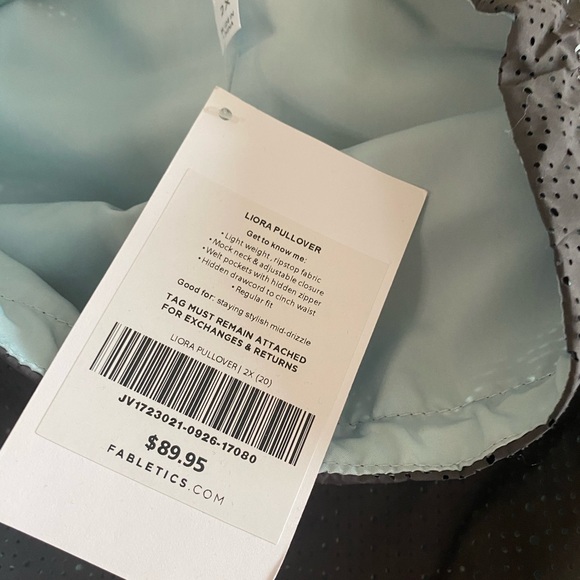 2X
LIORA PULLOVER
Get to know me:
• Light weight, ripstop fabric
• Mock neck & adjustable closure
• Welt pockets with hidden zipper
• Hidden drawcord to cinch waist
• Regular fit
Good for: staying stylish mid-drizzle
TAG MUST REMAIN ATTACHED
FOR EXCHANGES & RETURNS
LIORA PULLOVER | 2X (20)
JV1723021-0926-17080
$89.95
FABLETICS.COM